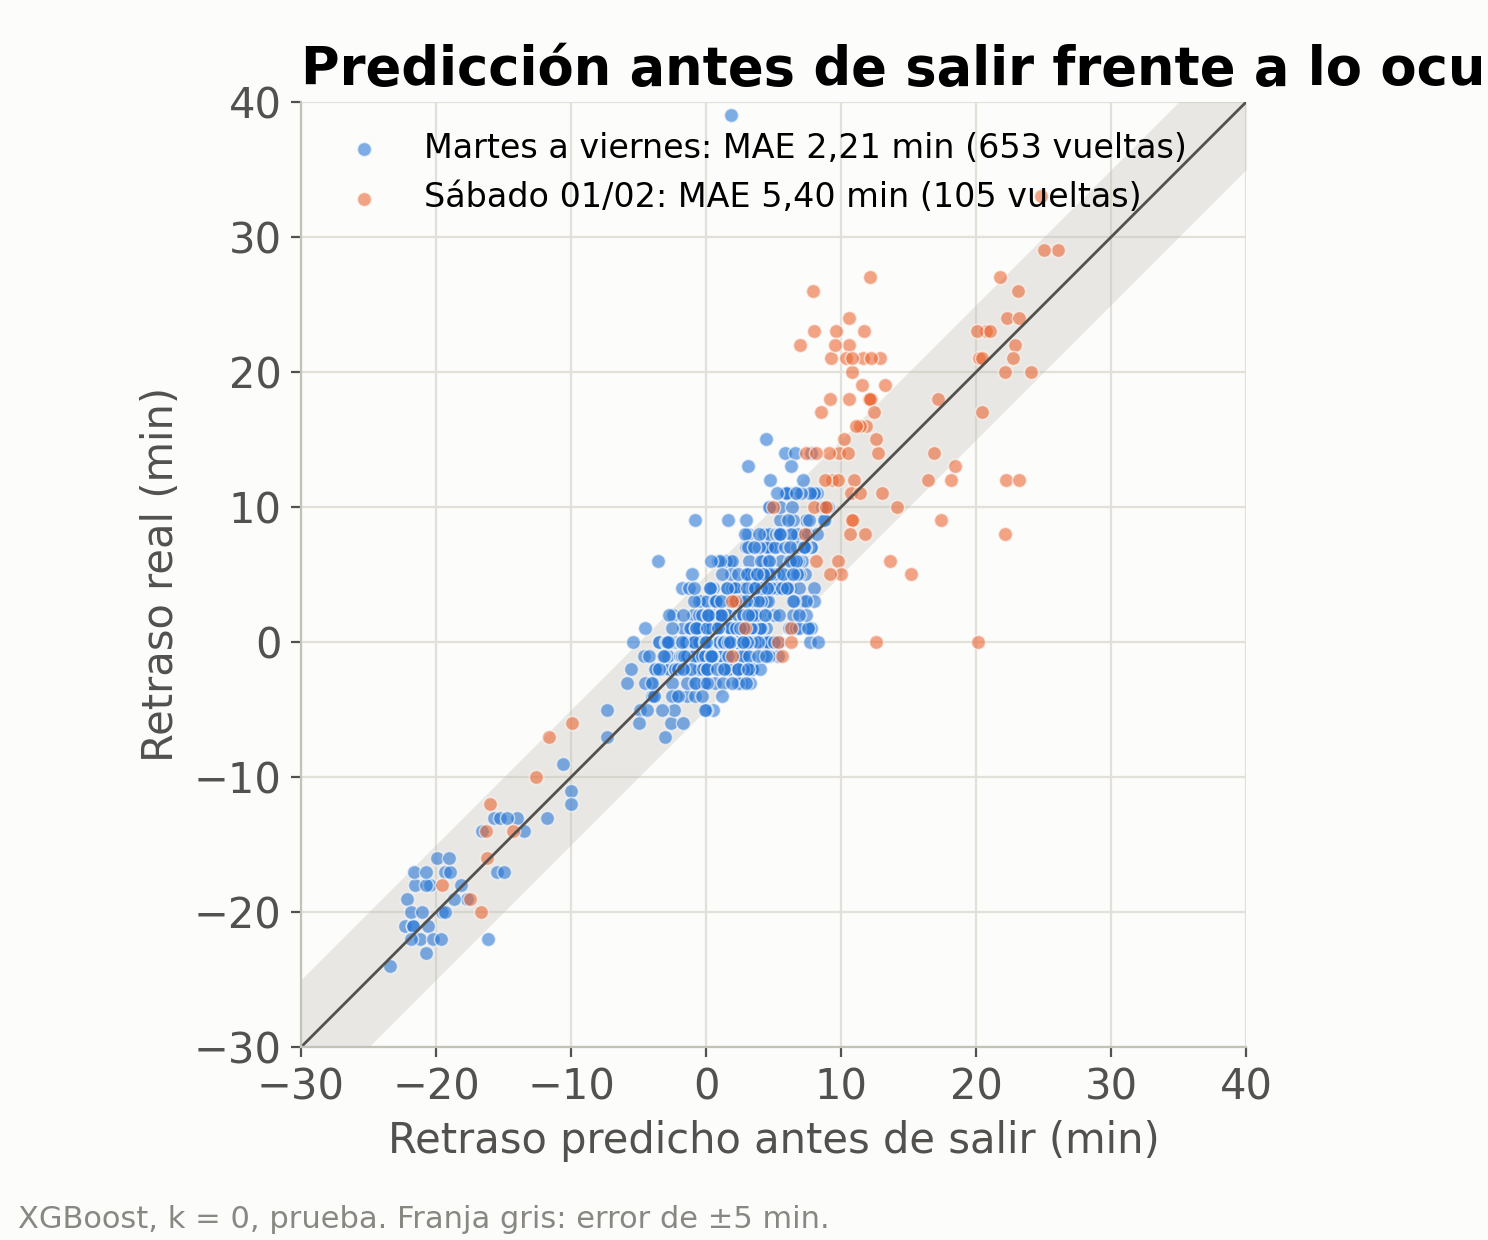 Predicción antes de salir frente a lo ocu
40
30
20
10
0
−10
−20
−30
Retraso real (min)
Martes a viernes: MAE 2,21 min (653 vueltas)
Sábado 01/02: MAE 5,40 min (105 vueltas)
−30 −20 −10 0 10 20 30 40
Retraso predicho antes de salir (min)
XGBoost, k = 0, prueba. Franja gris: error de ±5 min.